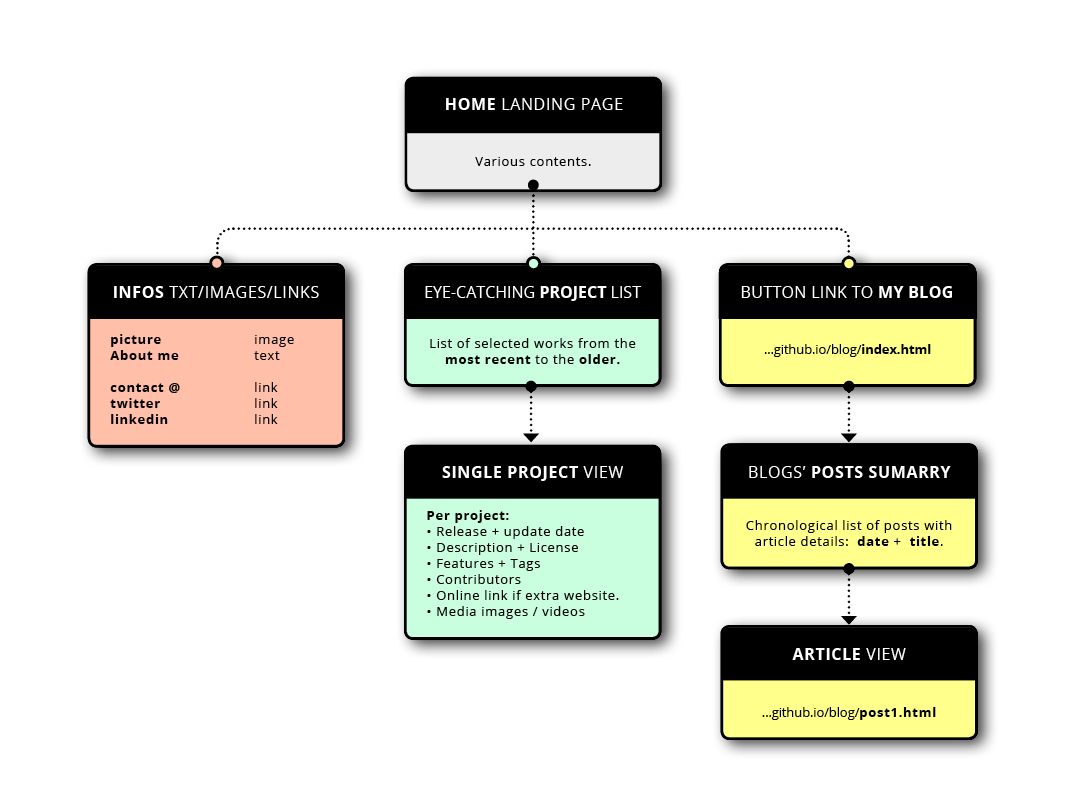 HOME LANDING PAGE
Various contents.
INFOS TXT/IMAGES/LINKS
picture image
About me text
contact @ link
twitter link
linkedin link
EYE-CATCHING PROJECT LIST
List of selected works from the
most recent to the older.
BUTTON LINK TO MY BLOG
...github.io/blog/index.html
SINGLE PROJECT VIEW
Per project:
• Release + update date
• Description + License
• Features + Tags
• Contributors
• Online link if extra website.
• Media images / videos
BLOGS’ POSTS SUMARRY
Chronological list of posts with
article details: date + title.
ARTICLE VIEW
...github.io/blog/post1.html